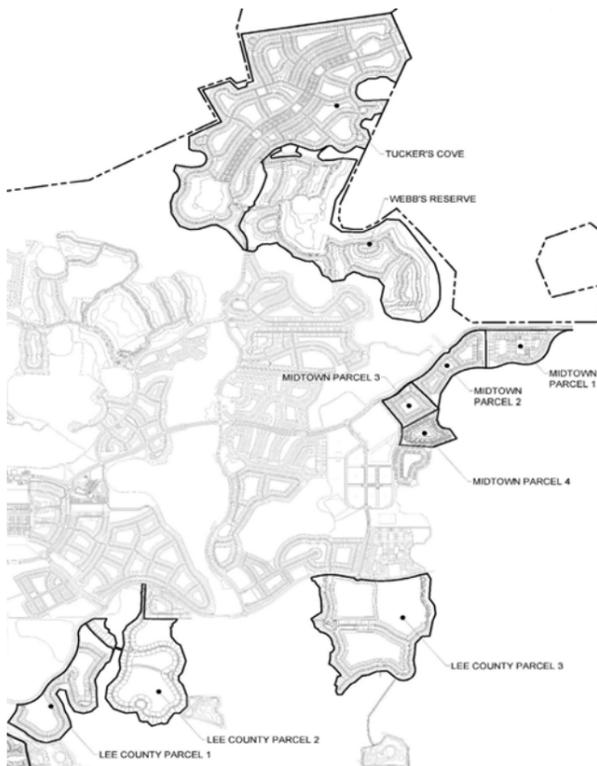 TUCKER'S COVE
WEBB'S RESERVE
MIDTOWN PARCEL 3
MIDTOWN
PARCEL 1
MIDTOWN
PARCEL 2
MIDTOWN PARCEL 4
LEE COUNTY PARCEL 3
LEE COUNTY PARCEL 2
LEE COUNTY PARCEL 1